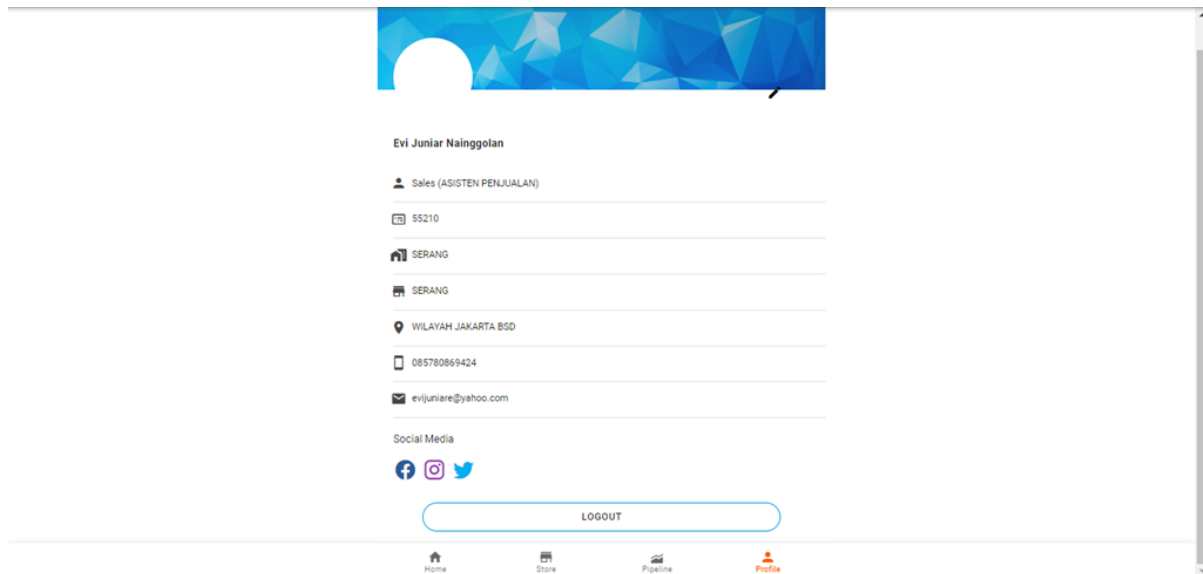 Evi Juniar Nainggolan
Sales (ASISTEN PENJUALAN)
55210
SERANG
SERANG
WILAYAH JAKARTA BSD
085780869424
evijuniare@yahoo.com
Social Media
LOGOUT
Home Store Pipeline Profile